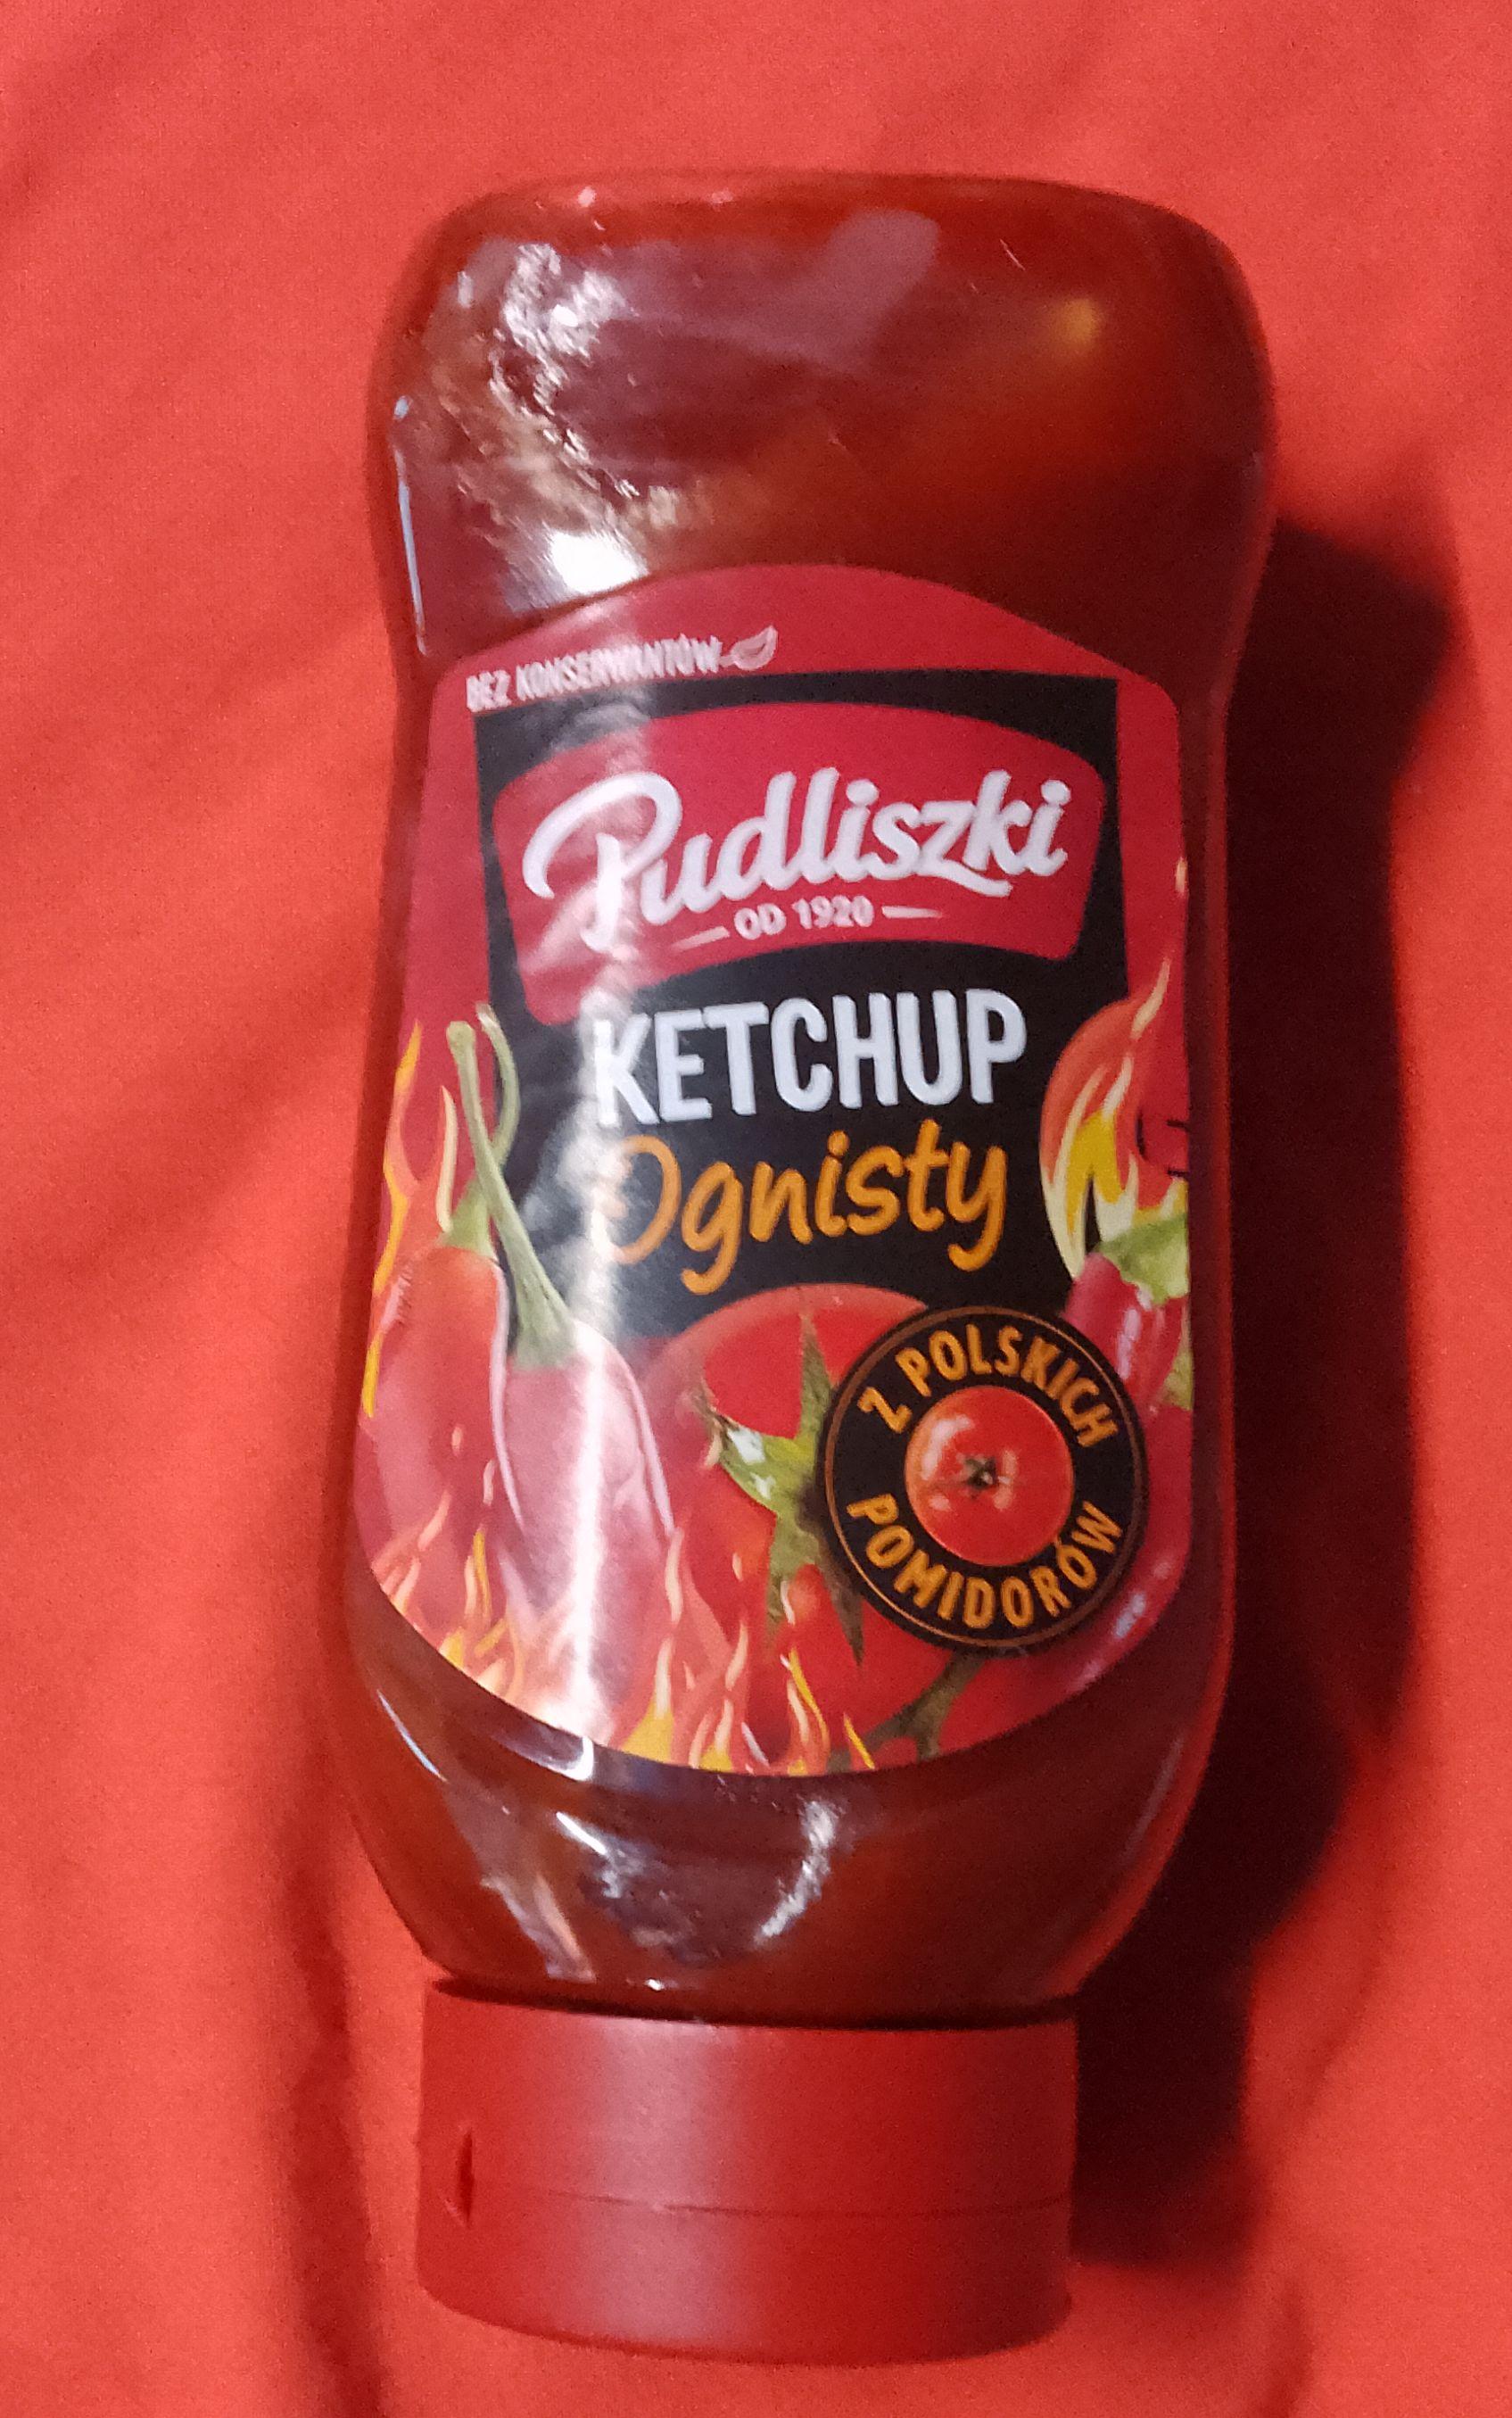 BEZ KONSERWANTÓW
Pudliszki
OD 1920
KETCHUP
Ognisty
Z POLSKICH
POMIDORÓW